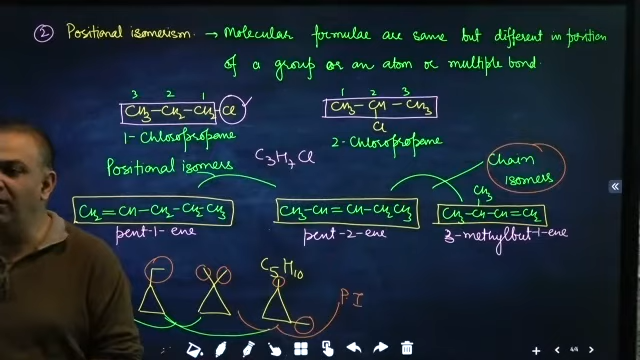 ② Positional isomerism → Molecular formulae are same but different in position
of a group or an atom or multiple bond.
3 2 1
CH₃-CH₂-CH₂-Cl
1-Chloropropane
1 2 3
CH₃-CH-CH₃
Cl
2-Chloropropane
Positional isomers
C₃H₇Cl
Chain
isomers
CH₂=CH-CH₂-CH₂-CH₃
pent-1-ene
CH₃-CH=CH-CH₂CH₃
pent-2-ene
CH₃
CH₃-CH-CH=CH₂
3-methylbut-1-ene
C₅H₁₀
PI